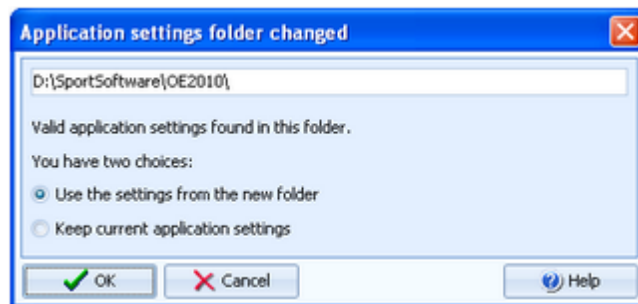 Application settings folder changed
D:\SportSoftware\OE2010\
Valid application settings found in this folder.
You have two choices:
Use the settings from the new folder
Keep current application settings
OK Cancel Help